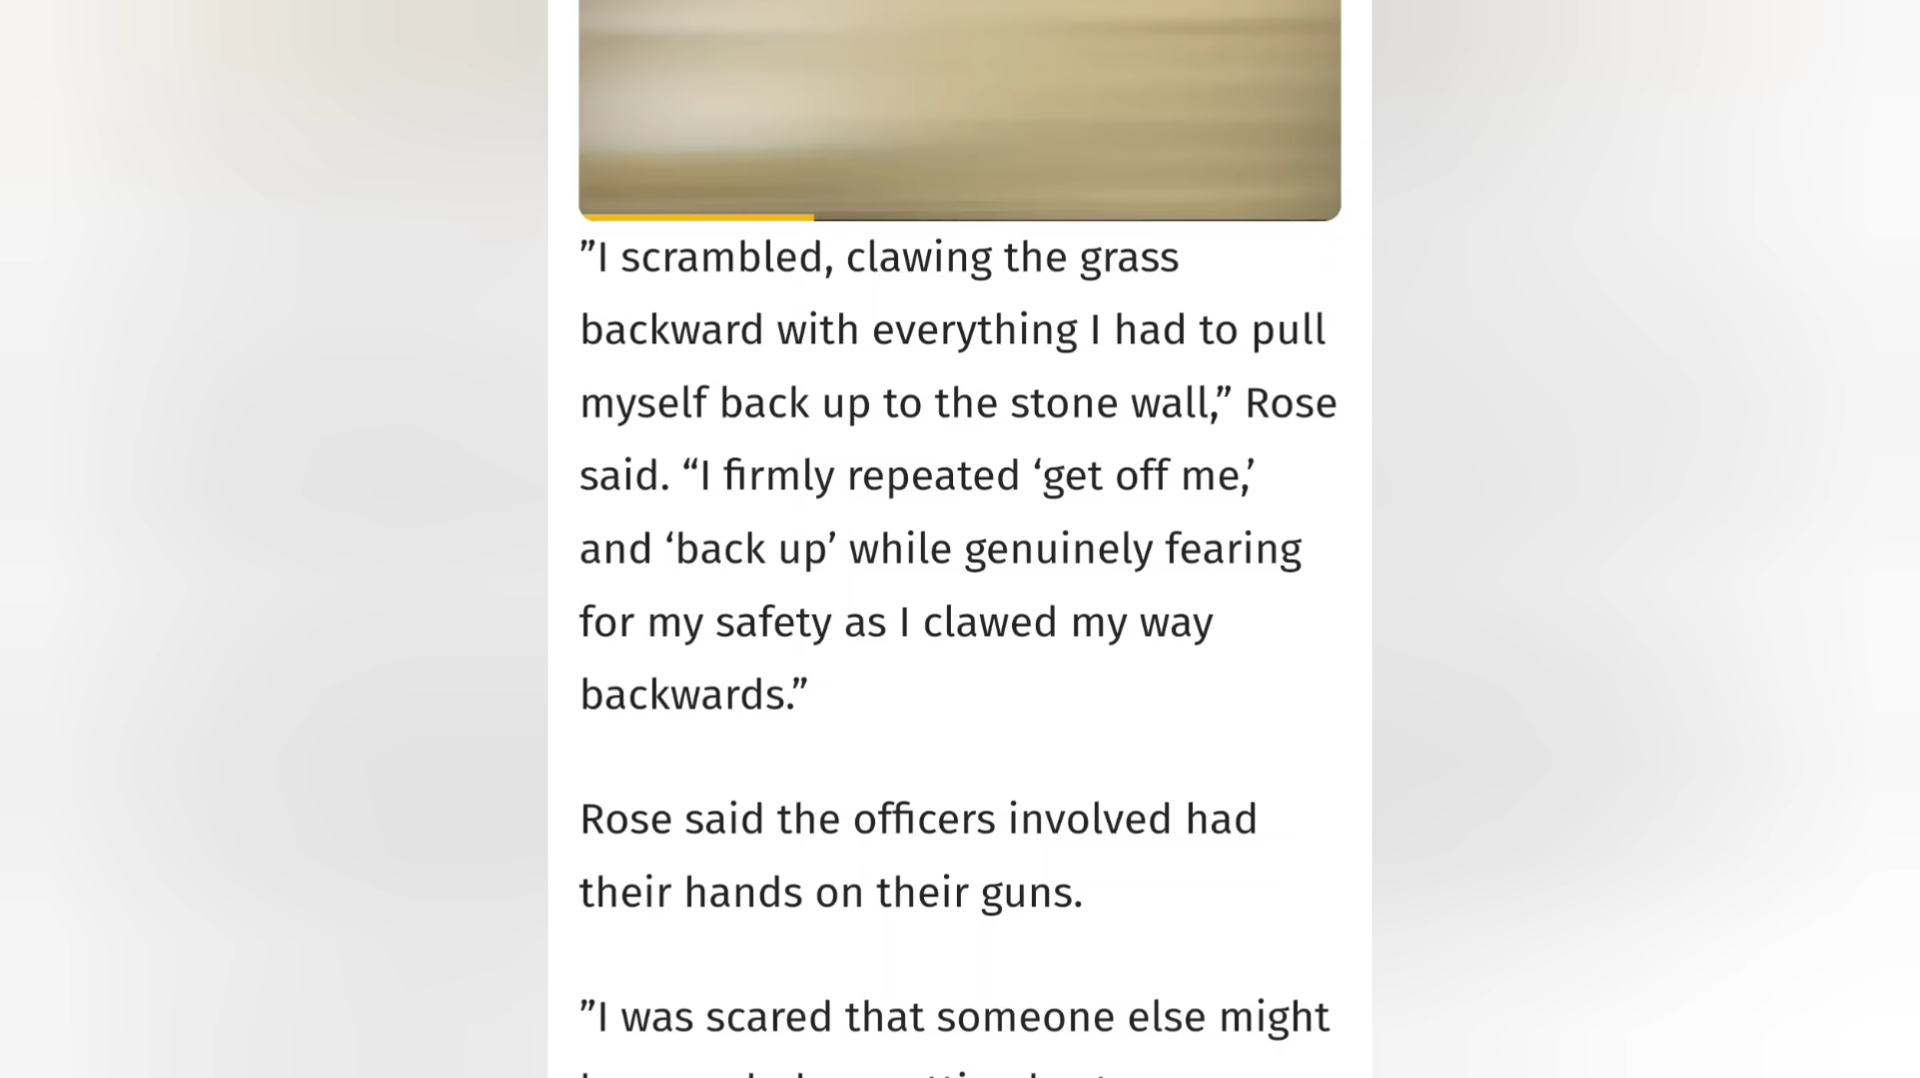 ”I scrambled, clawing the grass
backward with everything I had to pull
myself back up to the stone wall,” Rose
said. “I firmly repeated ‘get off me,’
and ‘back up’ while genuinely fearing
for my safety as I clawed my way
backwards.”
Rose said the officers involved had
their hands on their guns.
”I was scared that someone else might